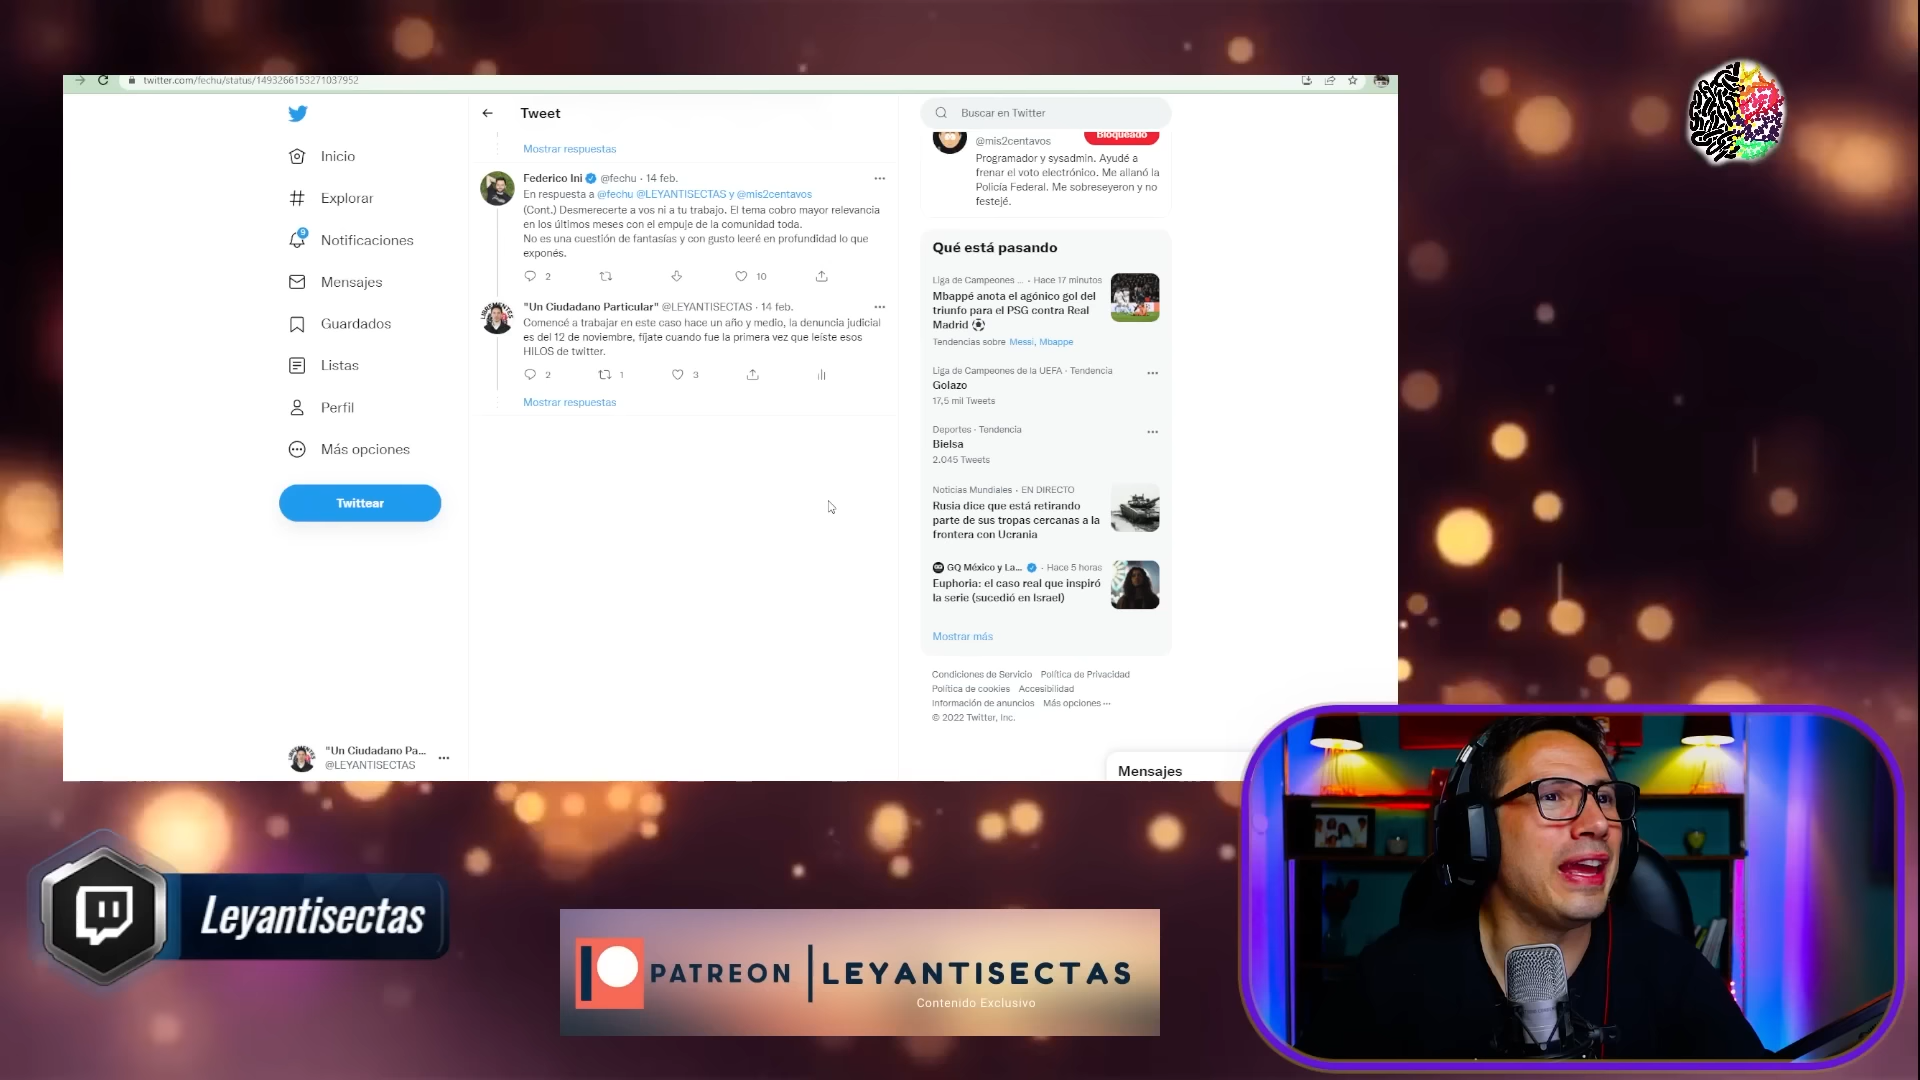 twitter.com/fechu/status/1493266153271037952
Inicio
Explorar
9
Notificaciones
Mensajes
Guardados
Listas
Perfil
Más opciones
Twittear
"Un Ciudadano Pa...
@LEYANTISECTAS
Tweet
Mostrar respuestas
Federico Ini @fechu · 14 feb.
En respuesta a @fechu @LEYANTISECTAS y @mis2centavos
(Cont.) Desmerecerte a vos ni a tu trabajo. El tema cobro mayor relevancia
en los últimos meses con el empuje de la comunidad toda.
No es una cuestión de fantasías y con gusto leeré en profundidad lo que
exponés.
2
10
"Un Ciudadano Particular" @LEYANTISECTAS · 14 feb.
Comencé a trabajar en este caso hace un año y medio, la denuncia judicial
es del 12 de noviembre, fíjate cuando fue la primera vez que leíste esos
HILOS de twitter.
2
1
3
Mostrar respuestas
Buscar en Twitter
@mis2centavos
Bloqueado
Programador y sysadmin. Ayudé a
frenar el voto electrónico. Me allanó la
Policía Federal. Me sobreseyeron y no
festejé.
Qué está pasando
Liga de Campeones ... · Hace 17 minutos
Mbappé anota el agónico gol del
triunfo para el PSG contra Real
Madrid
Tendencias sobre Messi, Mbappe
Liga de Campeones de la UEFA · Tendencia
Golazo
17,5 mil Tweets
Deportes · Tendencia
Bielsa
2.045 Tweets
Noticias Mundiales · EN DIRECTO
Rusia dice que está retirando
parte de sus tropas cercanas a la
frontera con Ucrania
GQ México y La... · Hace 5 horas
Euphoria: el caso real que inspiró
la serie (sucedió en Israel)
Mostrar más
Condiciones de Servicio Política de Privacidad
Política de cookies Accesibilidad
Información de anuncios Más opciones ···
© 2022 Twitter, Inc.
Mensajes
Leyantisectas
PATREON | LEYANTISECTAS
Contenido Exclusivo